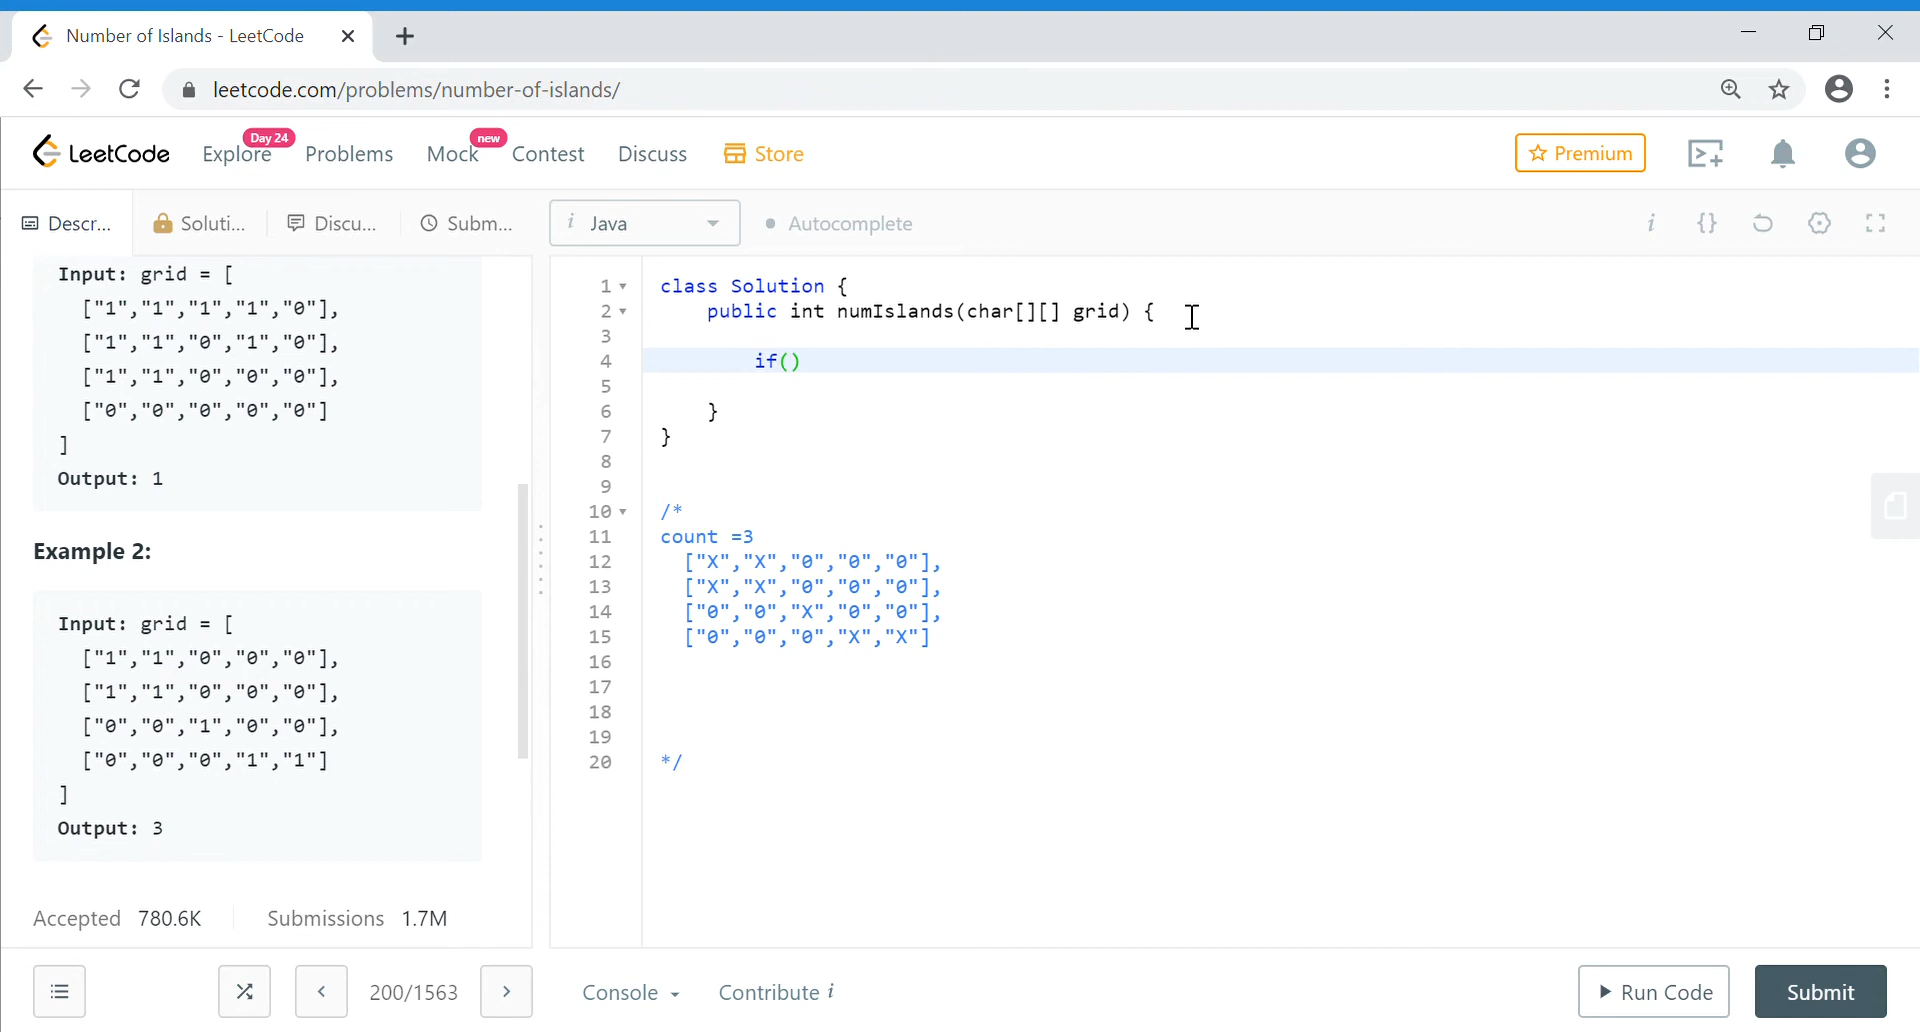 Number of Islands - LeetCode
leetcode.com/problems/number-of-islands/
LeetCode
Explore
Day 24
Problems
Mock
new
Contest
Discuss
Store
Premium
Descr...
Soluti...
Discu...
Subm...
i Java
Autocomplete
i
{}
Input: grid = [
["1","1","1","1","0"],
["1","1","0","1","0"],
["1","1","0","0","0"],
["0","0","0","0","0"]
]
Output: 1
Example 2:
Input: grid = [
["1","1","0","0","0"],
["1","1","0","0","0"],
["0","0","1","0","0"],
["0","0","0","1","1"]
]
Output: 3
Accepted 780.6K Submissions 1.7M
1 class Solution {
2 public int numIslands(char[][] grid) {
3
4 if()
5
6 }
7 }
8
9
10 /*
11 count =3
12 ["X","X","0","0","0"],
13 ["X","X","0","0","0"],
14 ["0","0","X","0","0"],
15 ["0","0","0","X","X"]
16
17
18
19
20 */
200/1563
Console
Contribute i
Run Code
Submit